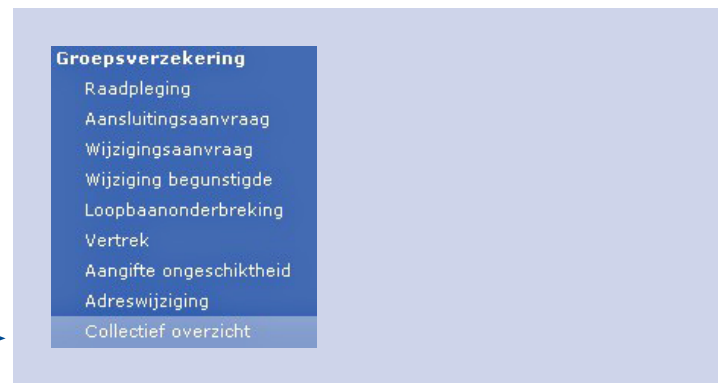 Groepsverzekering
Raadpleging
Aansluitingsaanvraag
Wijzigingsaanvraag
Wijziging begunstigde
Loopbaanonderbreking
Vertrek
Aangifte ongeschiktheid
Adreswijziging
Collectief overzicht